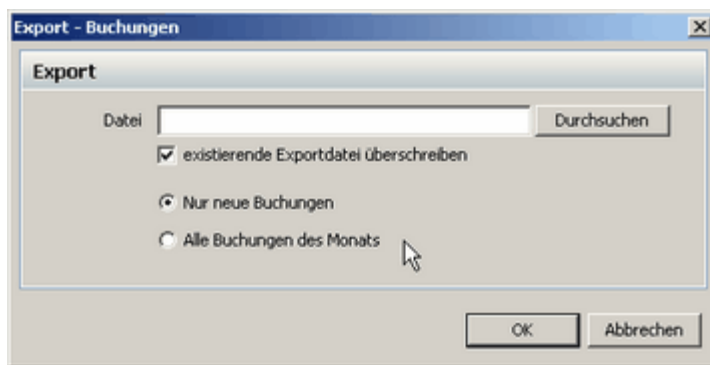 Export - Buchungen
Export
Datei Durchsuchen
existierende Exportdatei überschreiben
Nur neue Buchungen
Alle Buchungen des Monats
OK Abbrechen